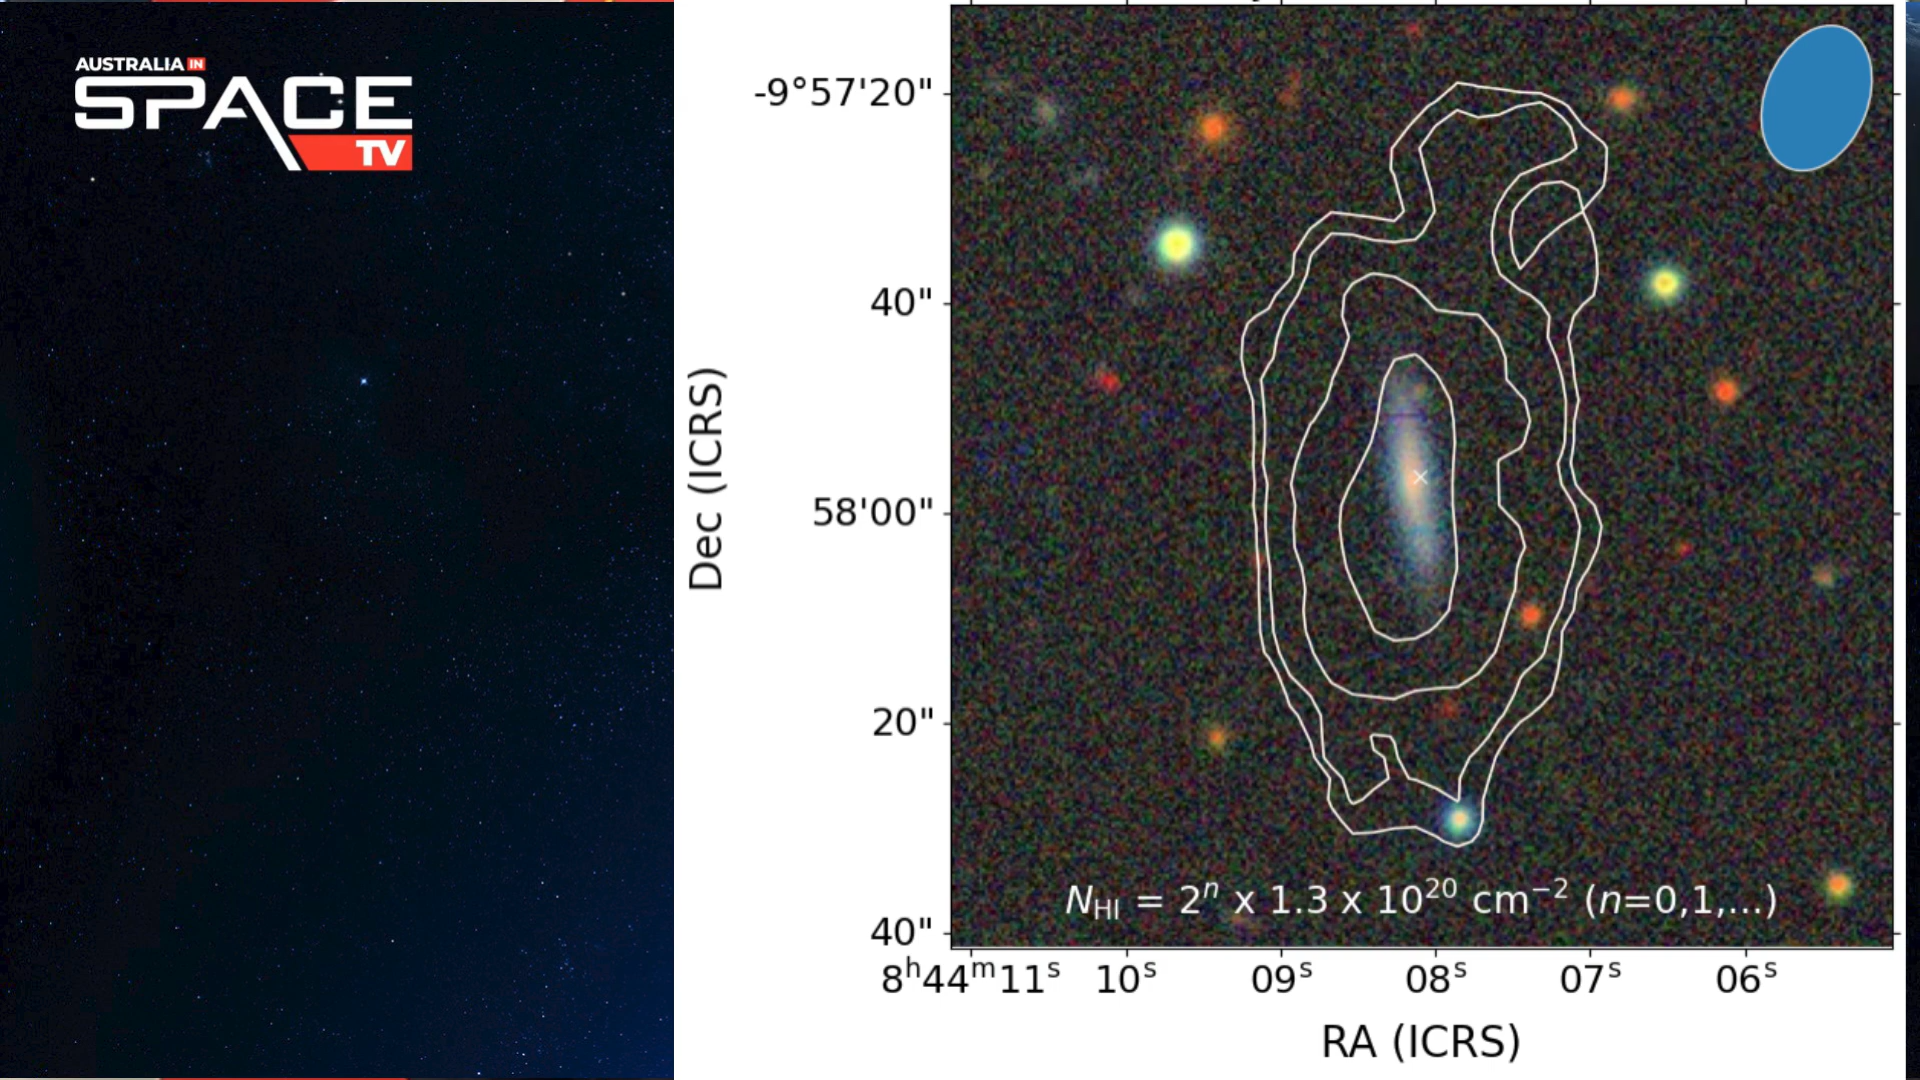 AUSTRALIA IN
SPACE
TV
-9°57'20"
40"
58'00"
20"
40"
Dec (ICRS)
N_HI = 2^n x 1.3 x 10^20 cm^−2 (n=0,1,...)
8^h44^m11^s 10^s 09^s 08^s 07^s 06^s
RA (ICRS)